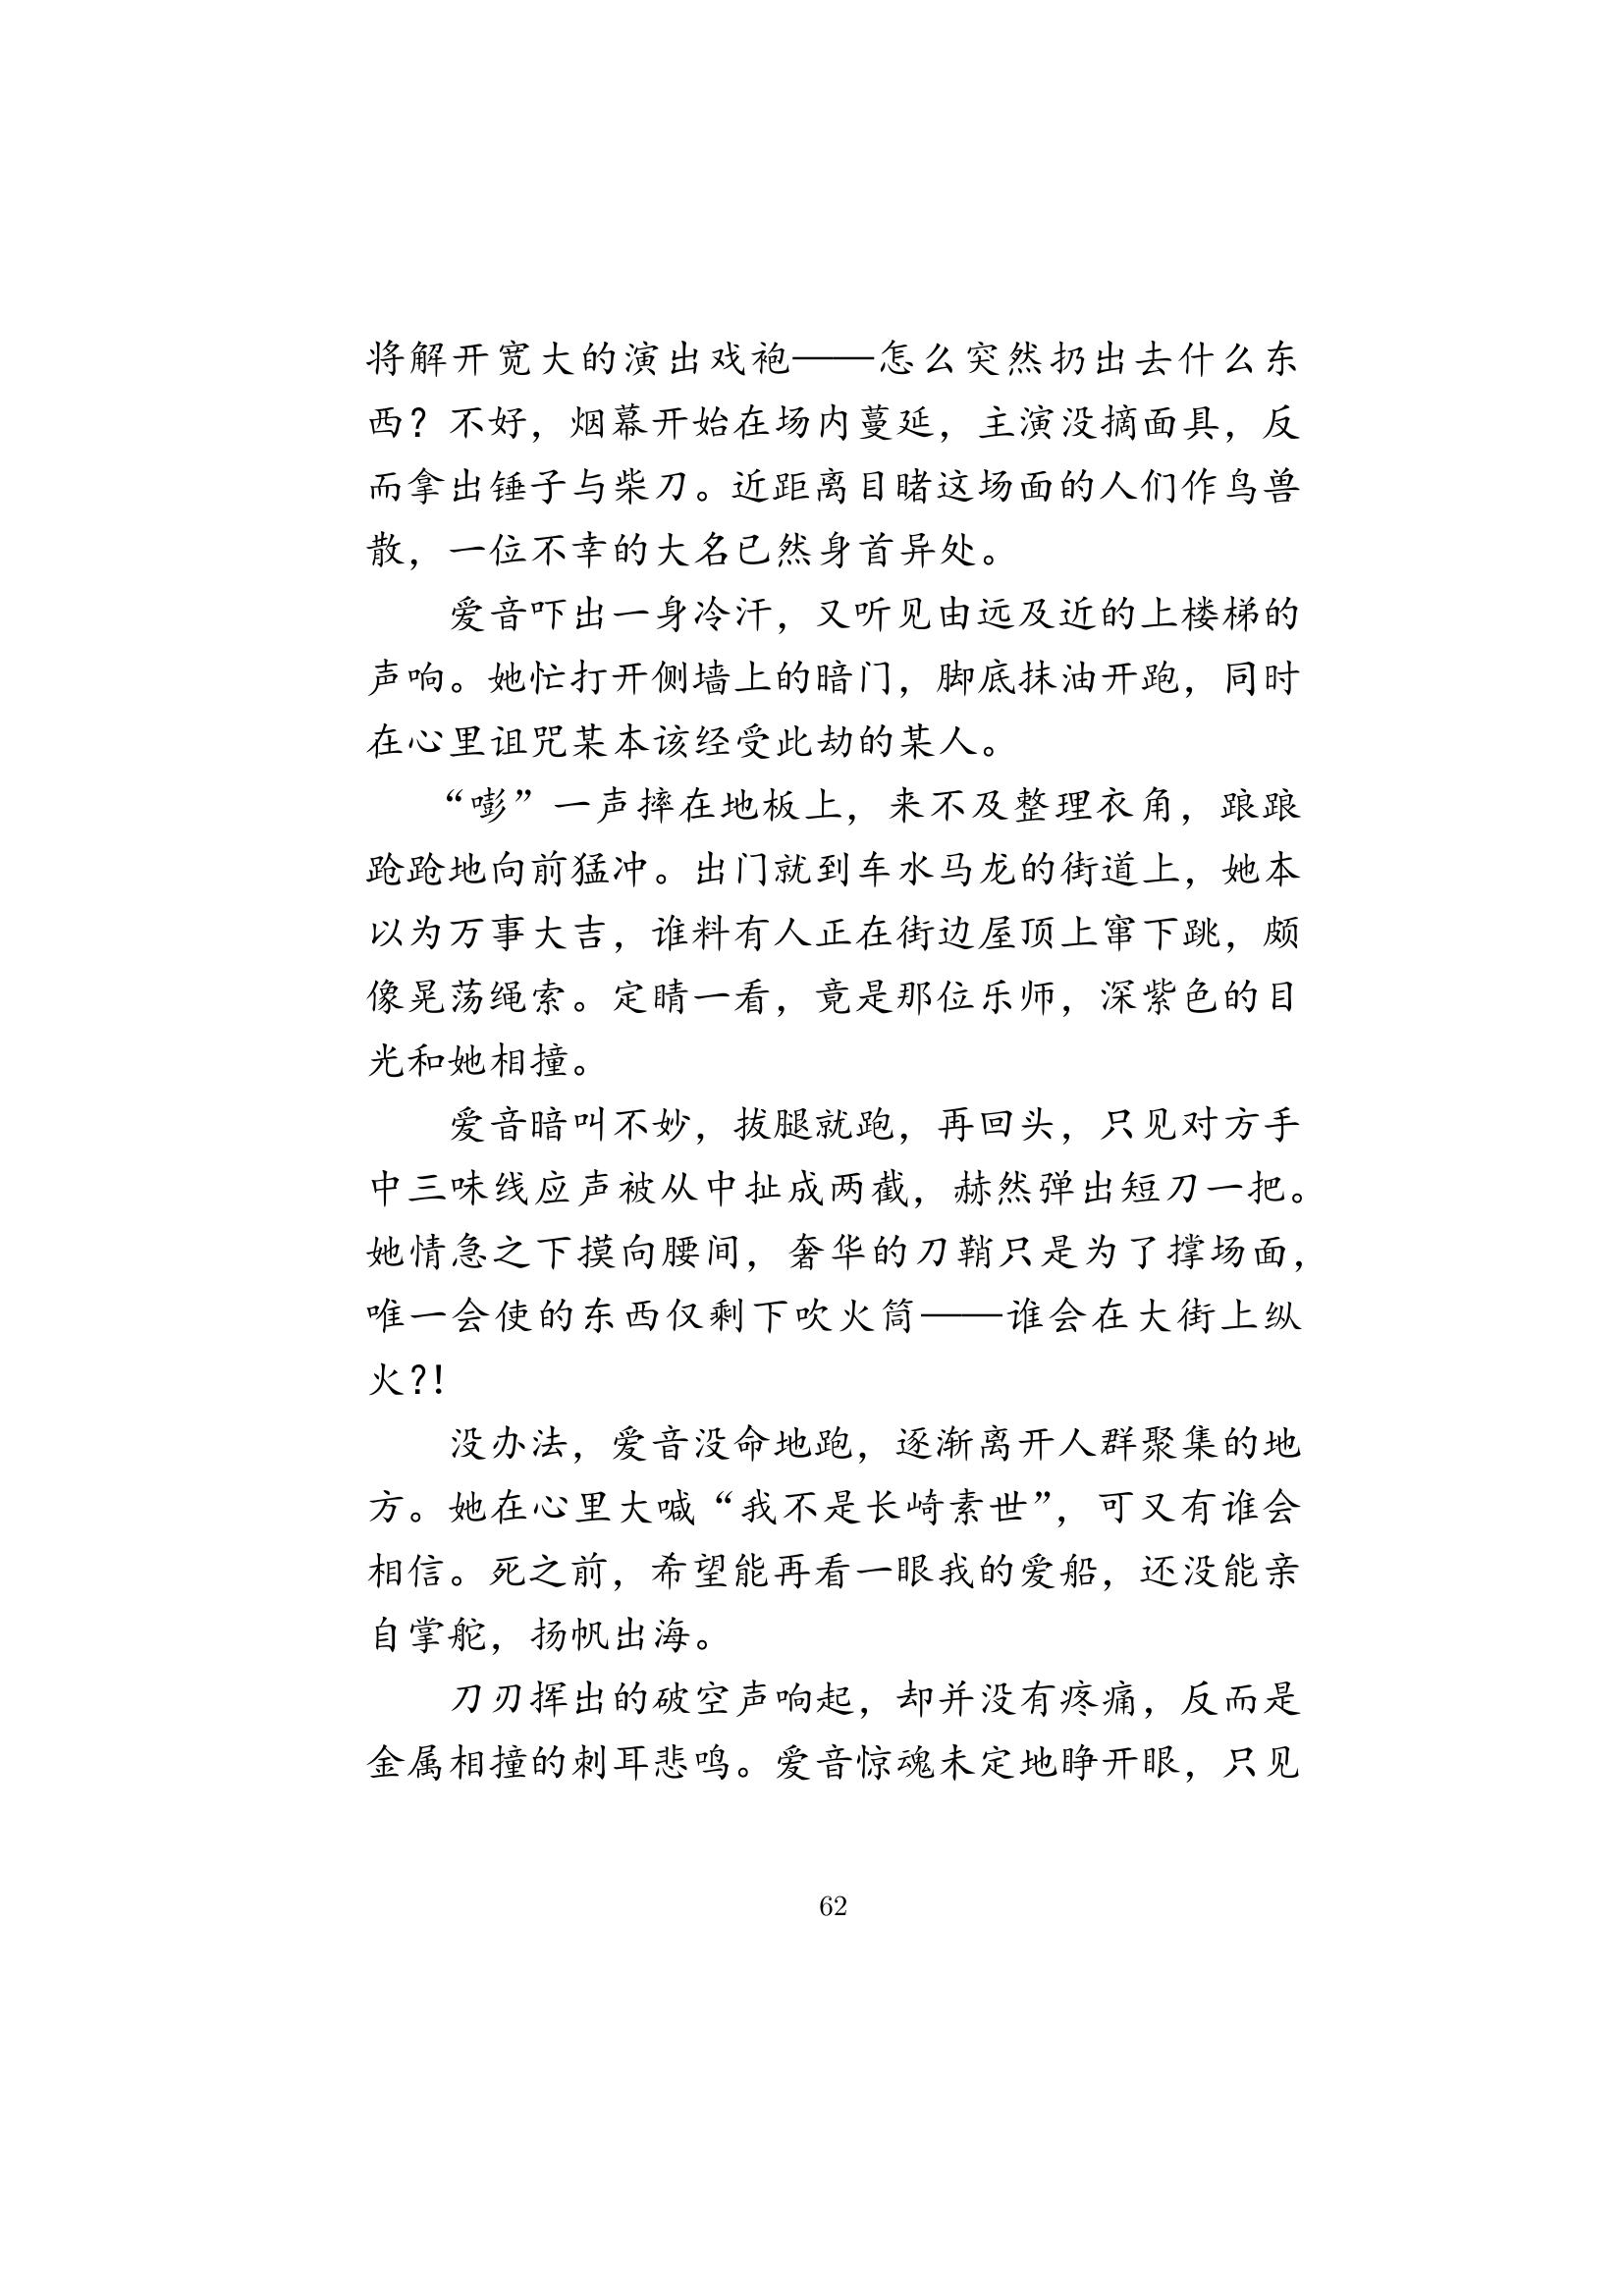 将解开宽大的演出戏袍——怎么突然扔出去什么东
西？不好，烟幕开始在场内蔓延，主演没摘面具，反
而拿出锤子与柴刀。近距离目睹这场面的人们作鸟兽
散，一位不幸的大名已然身首异处。
爱音吓出一身冷汗，又听见由远及近的上楼梯的
声响。她忙打开侧墙上的暗门，脚底抹油开跑，同时
在心里诅咒某本该经受此劫的某人。
“嘭”一声摔在地板上，来不及整理衣角，踉踉
跄跄地向前猛冲。出门就到车水马龙的街道上，她本
以为万事大吉，谁料有人正在街边屋顶上窜下跳，颇
像晃荡绳索。定睛一看，竟是那位乐师，深紫色的目
光和她相撞。
爱音暗叫不妙，拔腿就跑，再回头，只见对方手
中三味线应声被从中扯成两截，赫然弹出短刀一把。
她情急之下摸向腰间，奢华的刀鞘只是为了撑场面，
唯一会使的东西仅剩下吹火筒——谁会在大街上纵
火？！
没办法，爱音没命地跑，逐渐离开人群聚集的地
方。她在心里大喊“我不是长崎素世”，可又有谁会
相信。死之前，希望能再看一眼我的爱船，还没能亲
自掌舵，扬帆出海。
刀刃挥出的破空声响起，却并没有疼痛，反而是
金属相撞的刺耳悲鸣。爱音惊魂未定地睁开眼，只见
62